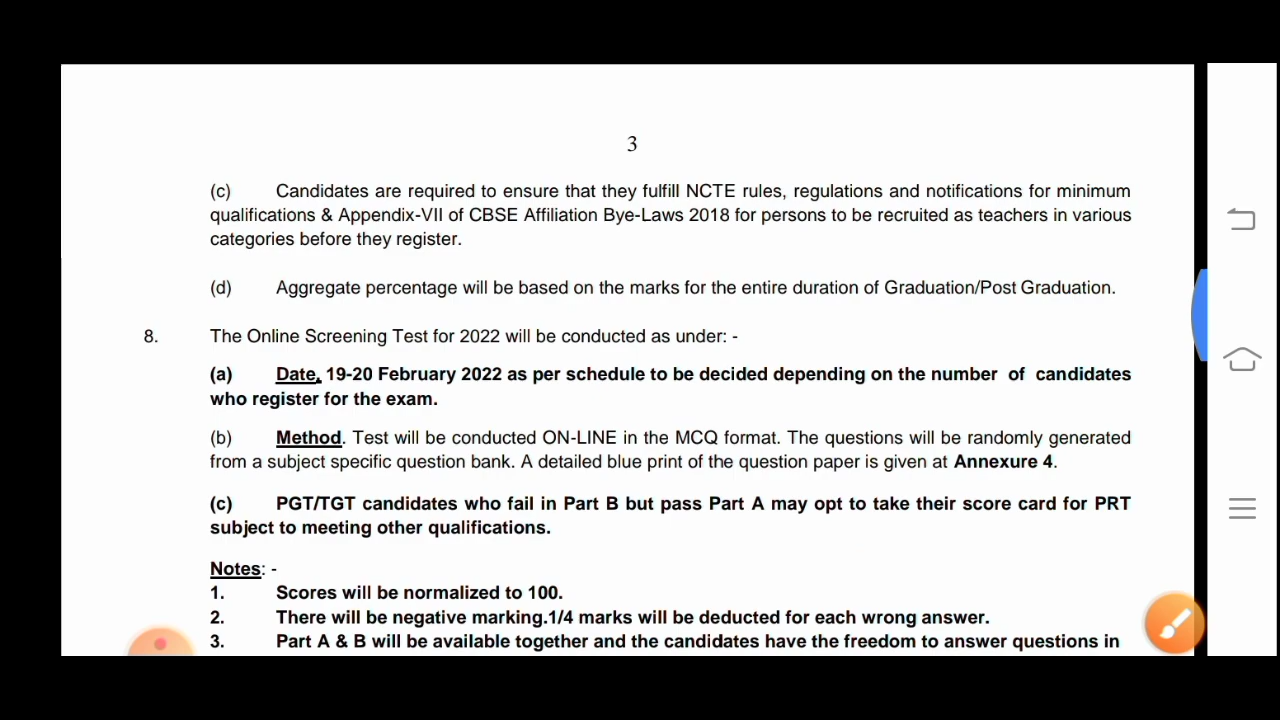 3
(c) Candidates are required to ensure that they fulfill NCTE rules, regulations and notifications for minimum
qualifications & Appendix-VII of CBSE Affiliation Bye-Laws 2018 for persons to be recruited as teachers in various
categories before they register.
(d) Aggregate percentage will be based on the marks for the entire duration of Graduation/Post Graduation.
8. The Online Screening Test for 2022 will be conducted as under: -
(a) Date. 19-20 February 2022 as per schedule to be decided depending on the number of candidates
who register for the exam.
(b) Method. Test will be conducted ON-LINE in the MCQ format. The questions will be randomly generated
from a subject specific question bank. A detailed blue print of the question paper is given at Annexure 4.
(c) PGT/TGT candidates who fail in Part B but pass Part A may opt to take their score card for PRT
subject to meeting other qualifications.
Notes: -
1. Scores will be normalized to 100.
2. There will be negative marking.1/4 marks will be deducted for each wrong answer.
3. Part A & B will be available together and the candidates have the freedom to answer questions in